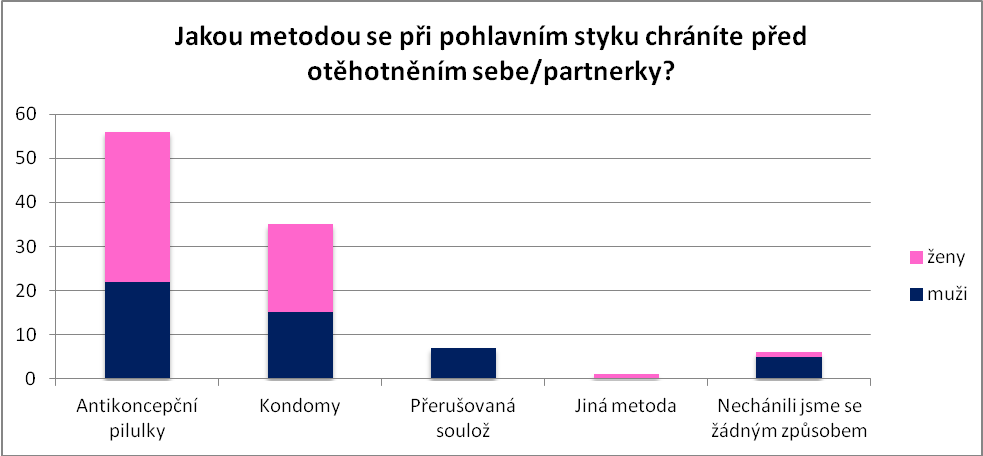 Jakou metodou se při pohlavním styku chráníte před
otěhotněním sebe/partnerky?
60
50
40
30
20
10
0
Antikoncepční
pilulky
Kondomy
Přerušovaná
soulož
Jiná metoda
Nechánili jsme se
žádným způsobem
ženy
muži